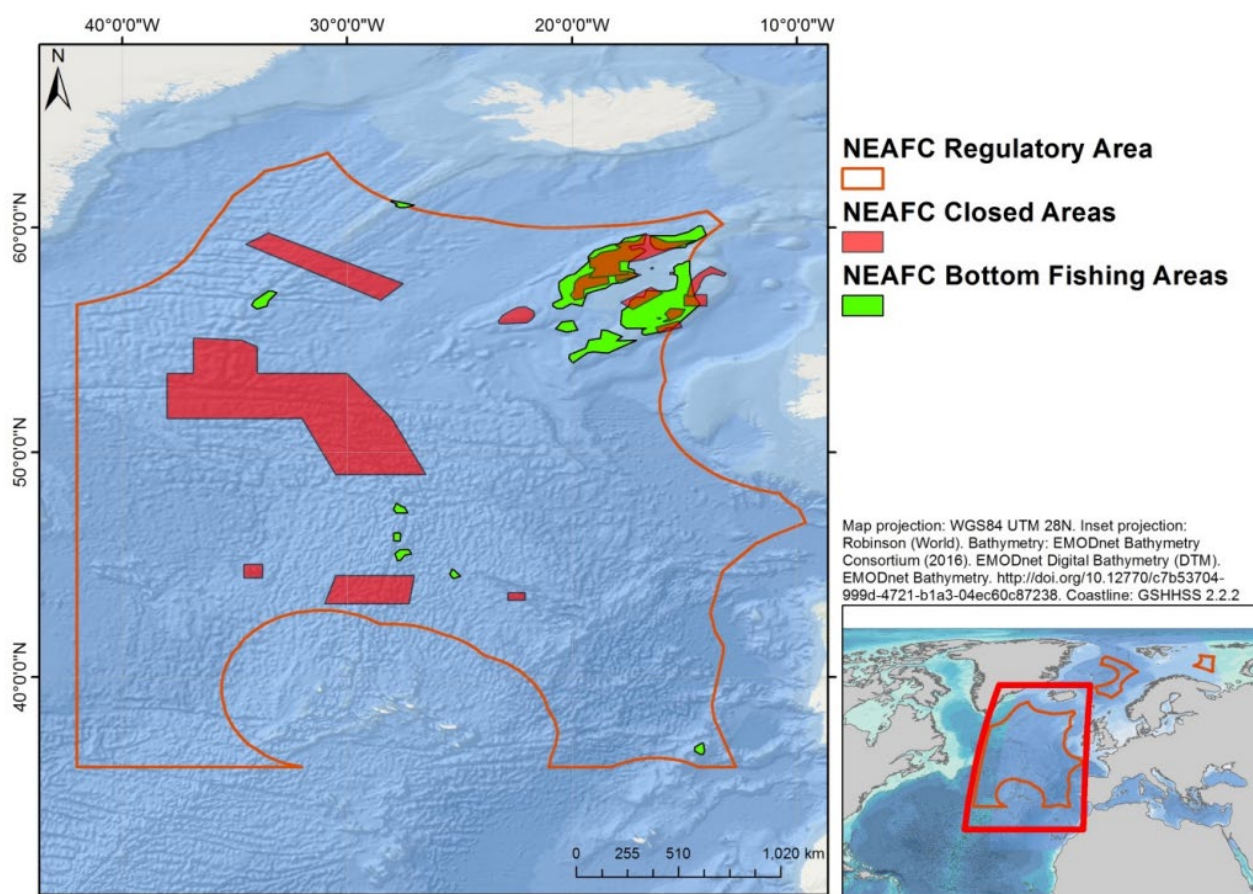 40°0'0"W 30°0'0"W 20°0'0"W 10°0'0"W
N
60°0'0"N
50°0'0"N
40°0'0"N
0 255 510 1,020 km
NEAFC Regulatory Area
NEAFC Closed Areas
NEAFC Bottom Fishing Areas
Map projection: WGS84 UTM 28N. Inset projection:
Robinson (World). Bathymetry: EMODnet Bathymetry
Consortium (2016). EMODnet Digital Bathymetry (DTM).
EMODnet Bathymetry. http://doi.org/10.12770/c7b53704-
999d-4721-b1a3-04ec60c87238. Coastline: GSHHSS 2.2.2